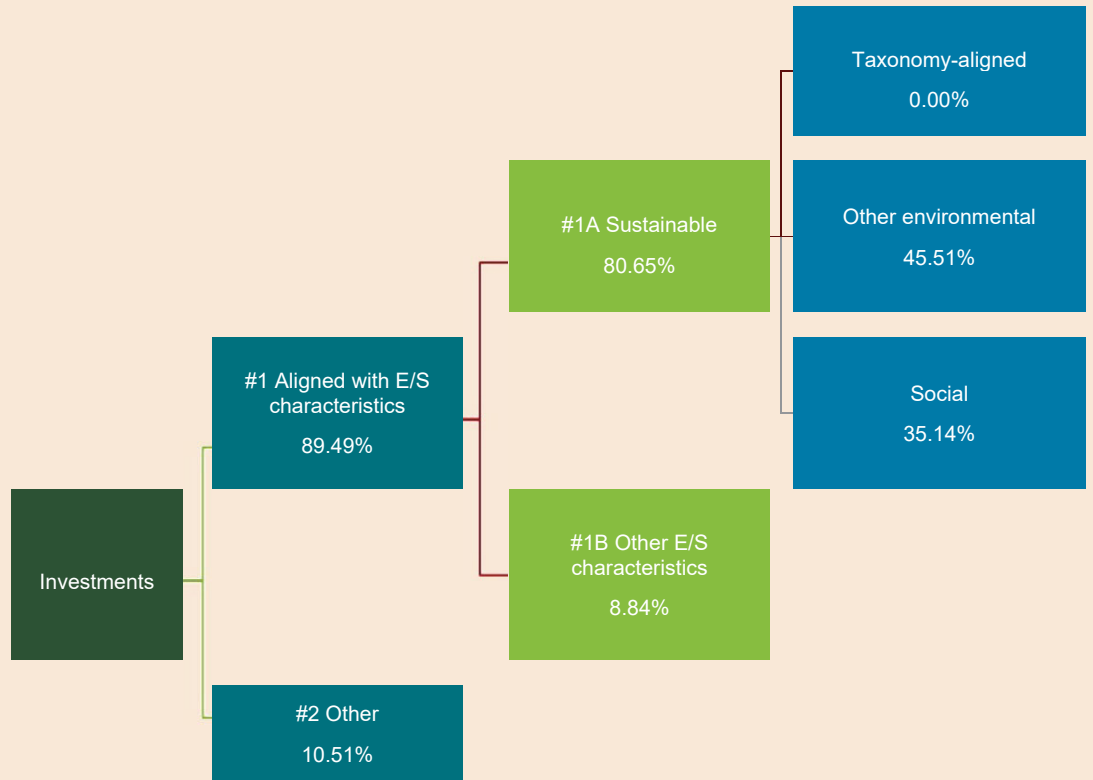 Investments
#1 Aligned with E/S
characteristics
89.49%
#2 Other
10.51%
#1A Sustainable
80.65%
#1B Other E/S
characteristics
8.84%
Taxonomy-aligned
0.00%
Other environmental
45.51%
Social
35.14%